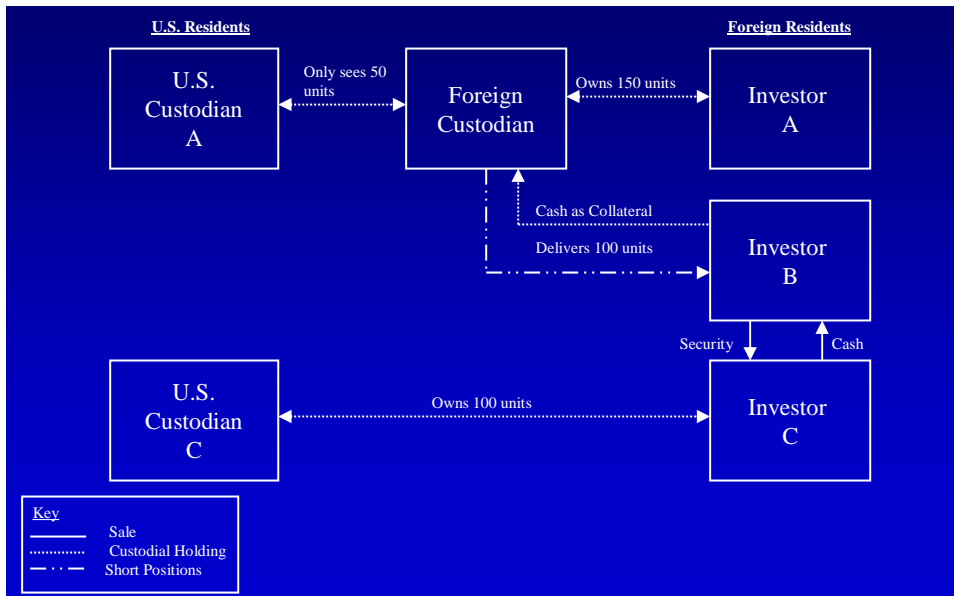 U.S. Residents
Foreign Residents
U.S.
Custodian
A
Only sees 50
units
Foreign
Custodian
Owns 150 units
Investor
A
Cash as Collateral
Delivers 100 units
Investor
B
Security
Cash
U.S.
Custodian
C
Owns 100 units
Investor
C
Key
Sale
Custodial Holding
Short Positions